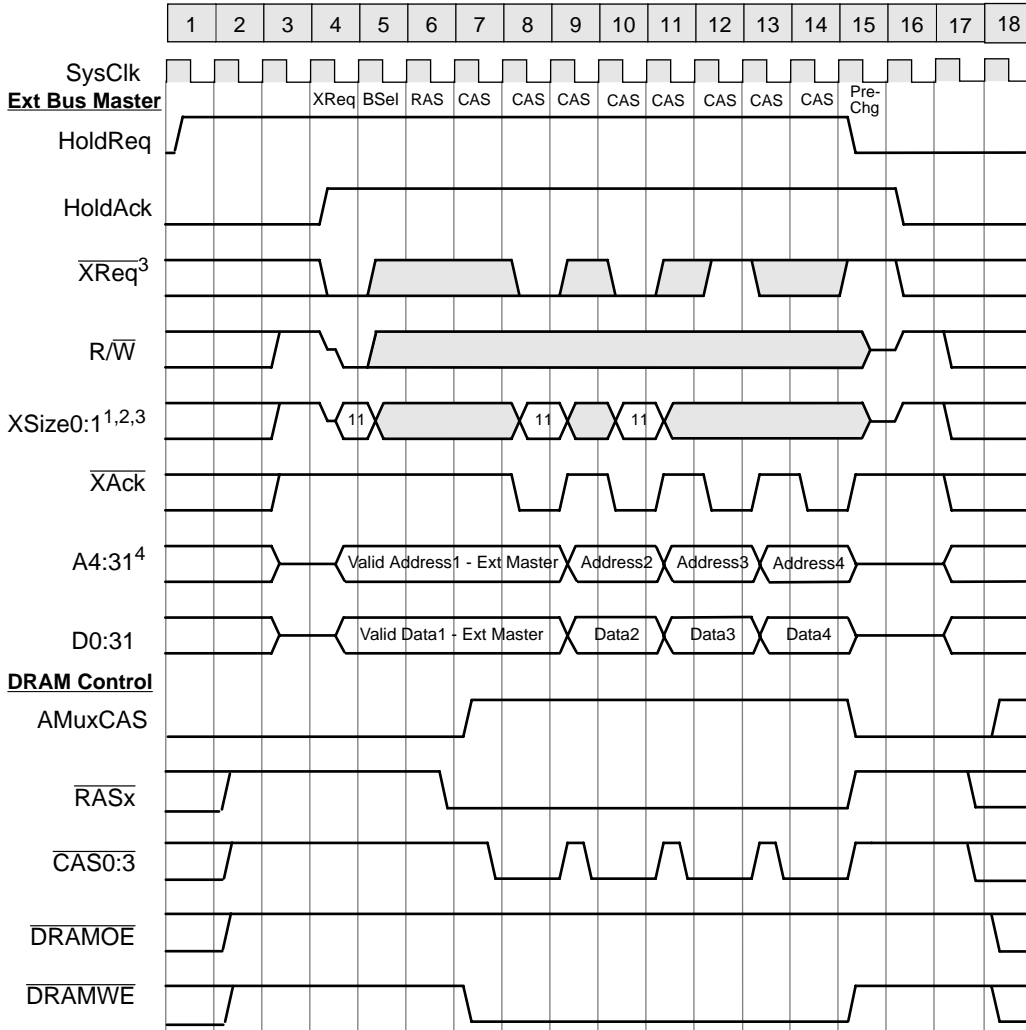 1 2 3 4 5 6 7 8 9 10 11 12 13 14 15 16 17 18
SysClk
Ext Bus Master XReq BSel RAS CAS CAS CAS CAS CAS CAS CAS CAS Pre-
Chg
HoldReq
HoldAck
XReq3
R/W
XSize0:11,2,3 11 11 11
XAck
A4:314 Valid Address1 - Ext Master Address2 Address3 Address4
D0:31 Valid Data1 - Ext Master Data2 Data3 Data4
DRAM Control
AMuxCAS
RASx
CAS0:3
DRAMOE
DRAMWE